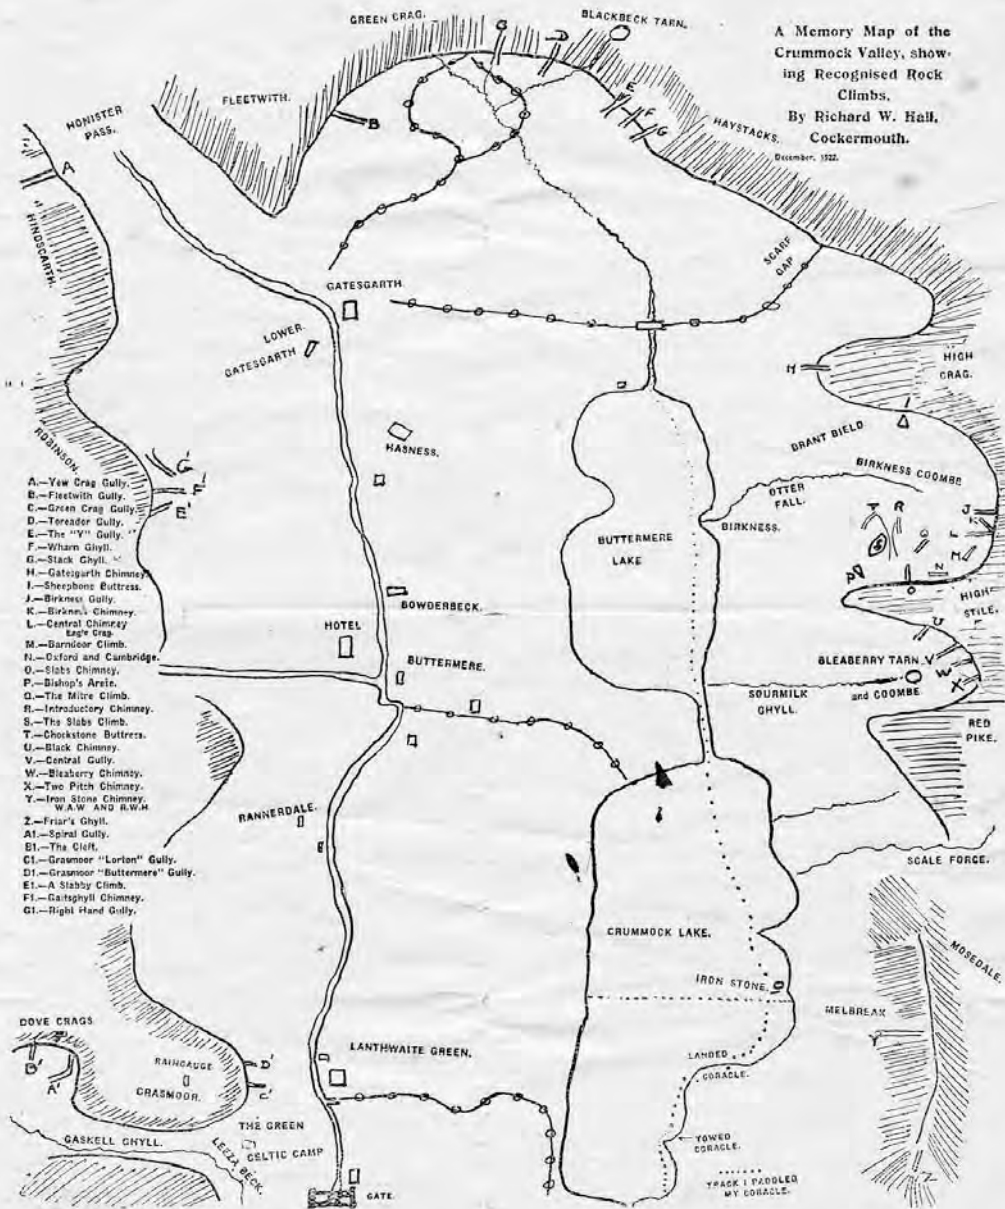 A Memory Map of the
Crummock Valley, show-
ing Recognised Rock
Climbs,
By Richard W. Hall,
Cockermouth.
December, 1922.
GREEN CRAG.
BLACKBECK TARN.
C
D
HONISTER
PASS.
FLEETWITH.
B
E
F
G
HAYSTACKS.
A
HINDSCARTH.
SCARF
GAP
GATESGARTH.
LOWER
GATESGARTH
H
HIGH
CRAG.
I
ROBINSON.
G'
F'
E'
HASNESS.
BRANT BIELD
BIRKNESS COOMBE
OTTER
FALL.
BIRKNESS.
BUTTERMERE
LAKE
T
R
S
Q
J
K
L
M
N
P
O
HIGH
STILE.
A.—Yew Crag Gully.
B.—Fleetwith Gully.
C.—Green Crag Gully.
D.—Toreador Gully.
E.—The "V" Gully.
F.—Wharn Ghyll.
G.—Stack Ghyll.
H.—Gatesgarth Chimney.
I.—Sheepbone Buttress.
J.—Birkness Gully.
K.—Birkness Chimney.
L.—Central Chimney
Eagle Crag.
M.—Barndoor Climb.
N.—Oxford and Cambridge.
O.—Slabs Chimney.
P.—Bishop's Arete.
Q.—The Mitre Climb.
R.—Introductory Chimney.
S.—The Slabs Climb.
T.—Chockstone Buttress.
U.—Black Chimney.
V.—Central Gully.
W.—Bleaberry Chimney.
X.—Two Pitch Chimney.
Y.—Iron Stone Chimney.
W.A.W AND R.W.H.
Z.—Friar's Ghyll.
A1.—Spiral Gully.
B1.—The Cleft.
C1.—Grasmoor "Lorton" Gully.
D1.—Grasmoor "Buttermere" Gully.
E1.—A Slabby Climb.
F1.—Gaitsghyll Chimney.
G1.—Right Hand Gully.
BOWDERBECK.
HOTEL
BUTTERMERE.
U
BLEABERRY TARN.
V
W
X
SOURMILK
GHYLL.
and COOMBE
RED
PIKE.
RANNERDALE.
SCALE FORCE.
CRUMMOCK LAKE.
MOSEDALE.
IRON STONE.
MELBREAK
Y
DOVE CRAGS
B'
A'
RAINGAUGE
GRASMOOR.
D'
C'
LANTHWAITE GREEN.
LANDED
CORACLE.
THE GREEN
GASKELL GHYLL.
LEEZA BECK.
CELTIC CAMP
TOWED
CORACLE.
Z
GATE.
TRACK I PADDLED
MY CORACLE.